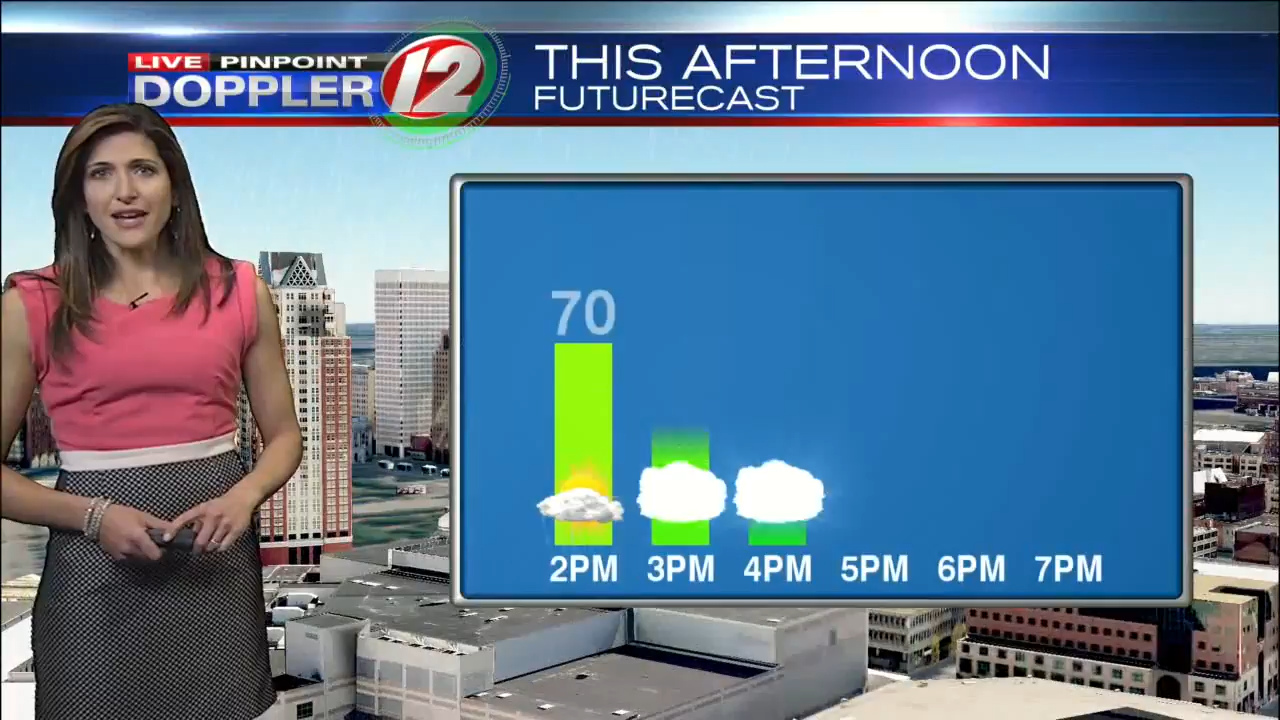 LIVE PINPOINT
DOPPLER 12
THIS AFTERNOON
FUTURECAST
70
2PM 3PM 4PM 5PM 6PM 7PM